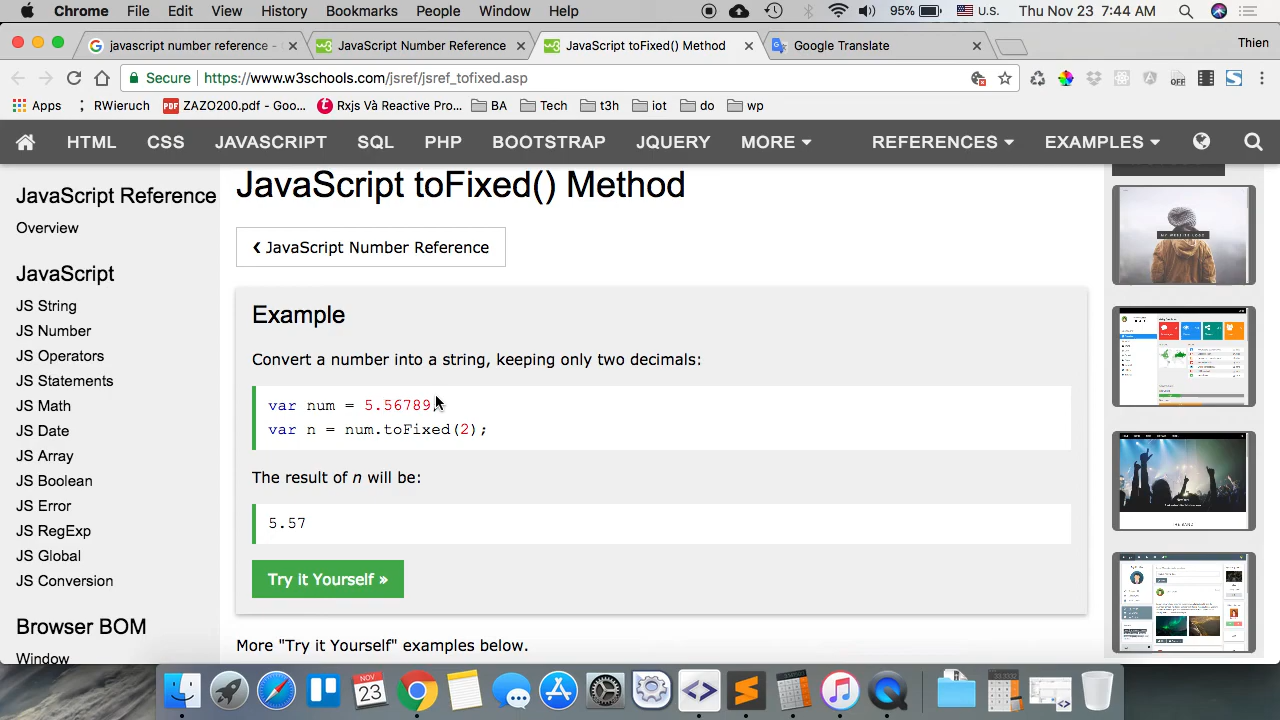 Chrome File Edit View History Bookmarks People Window Help 95% U.S. Thu Nov 23 7:44 AM
javascript number reference - JavaScript Number Reference JavaScript toFixed() Method Google Translate Thien
Secure https://www.w3schools.com/jsref/jsref_tofixed.asp
Apps RWieruch ZAZO200.pdf - Goo... Rxjs Và Reactive Pro... BA Tech t3h iot do wp
HTML CSS JAVASCRIPT SQL PHP BOOTSTRAP JQUERY MORE REFERENCES EXAMPLES
JavaScript Reference
Overview
JavaScript
JS String
JS Number
JS Operators
JS Statements
JS Math
JS Date
JS Array
JS Boolean
JS Error
JS RegExp
JS Global
JS Conversion
Browser BOM
Window
JavaScript toFixed() Method
❮ JavaScript Number Reference
Example
Convert a number into a string, keeping only two decimals:
var num = 5.56789
var n = num.toFixed(2);
The result of n will be:
5.57
Try it Yourself »
More "Try it Yourself" examples below.
NOV
23